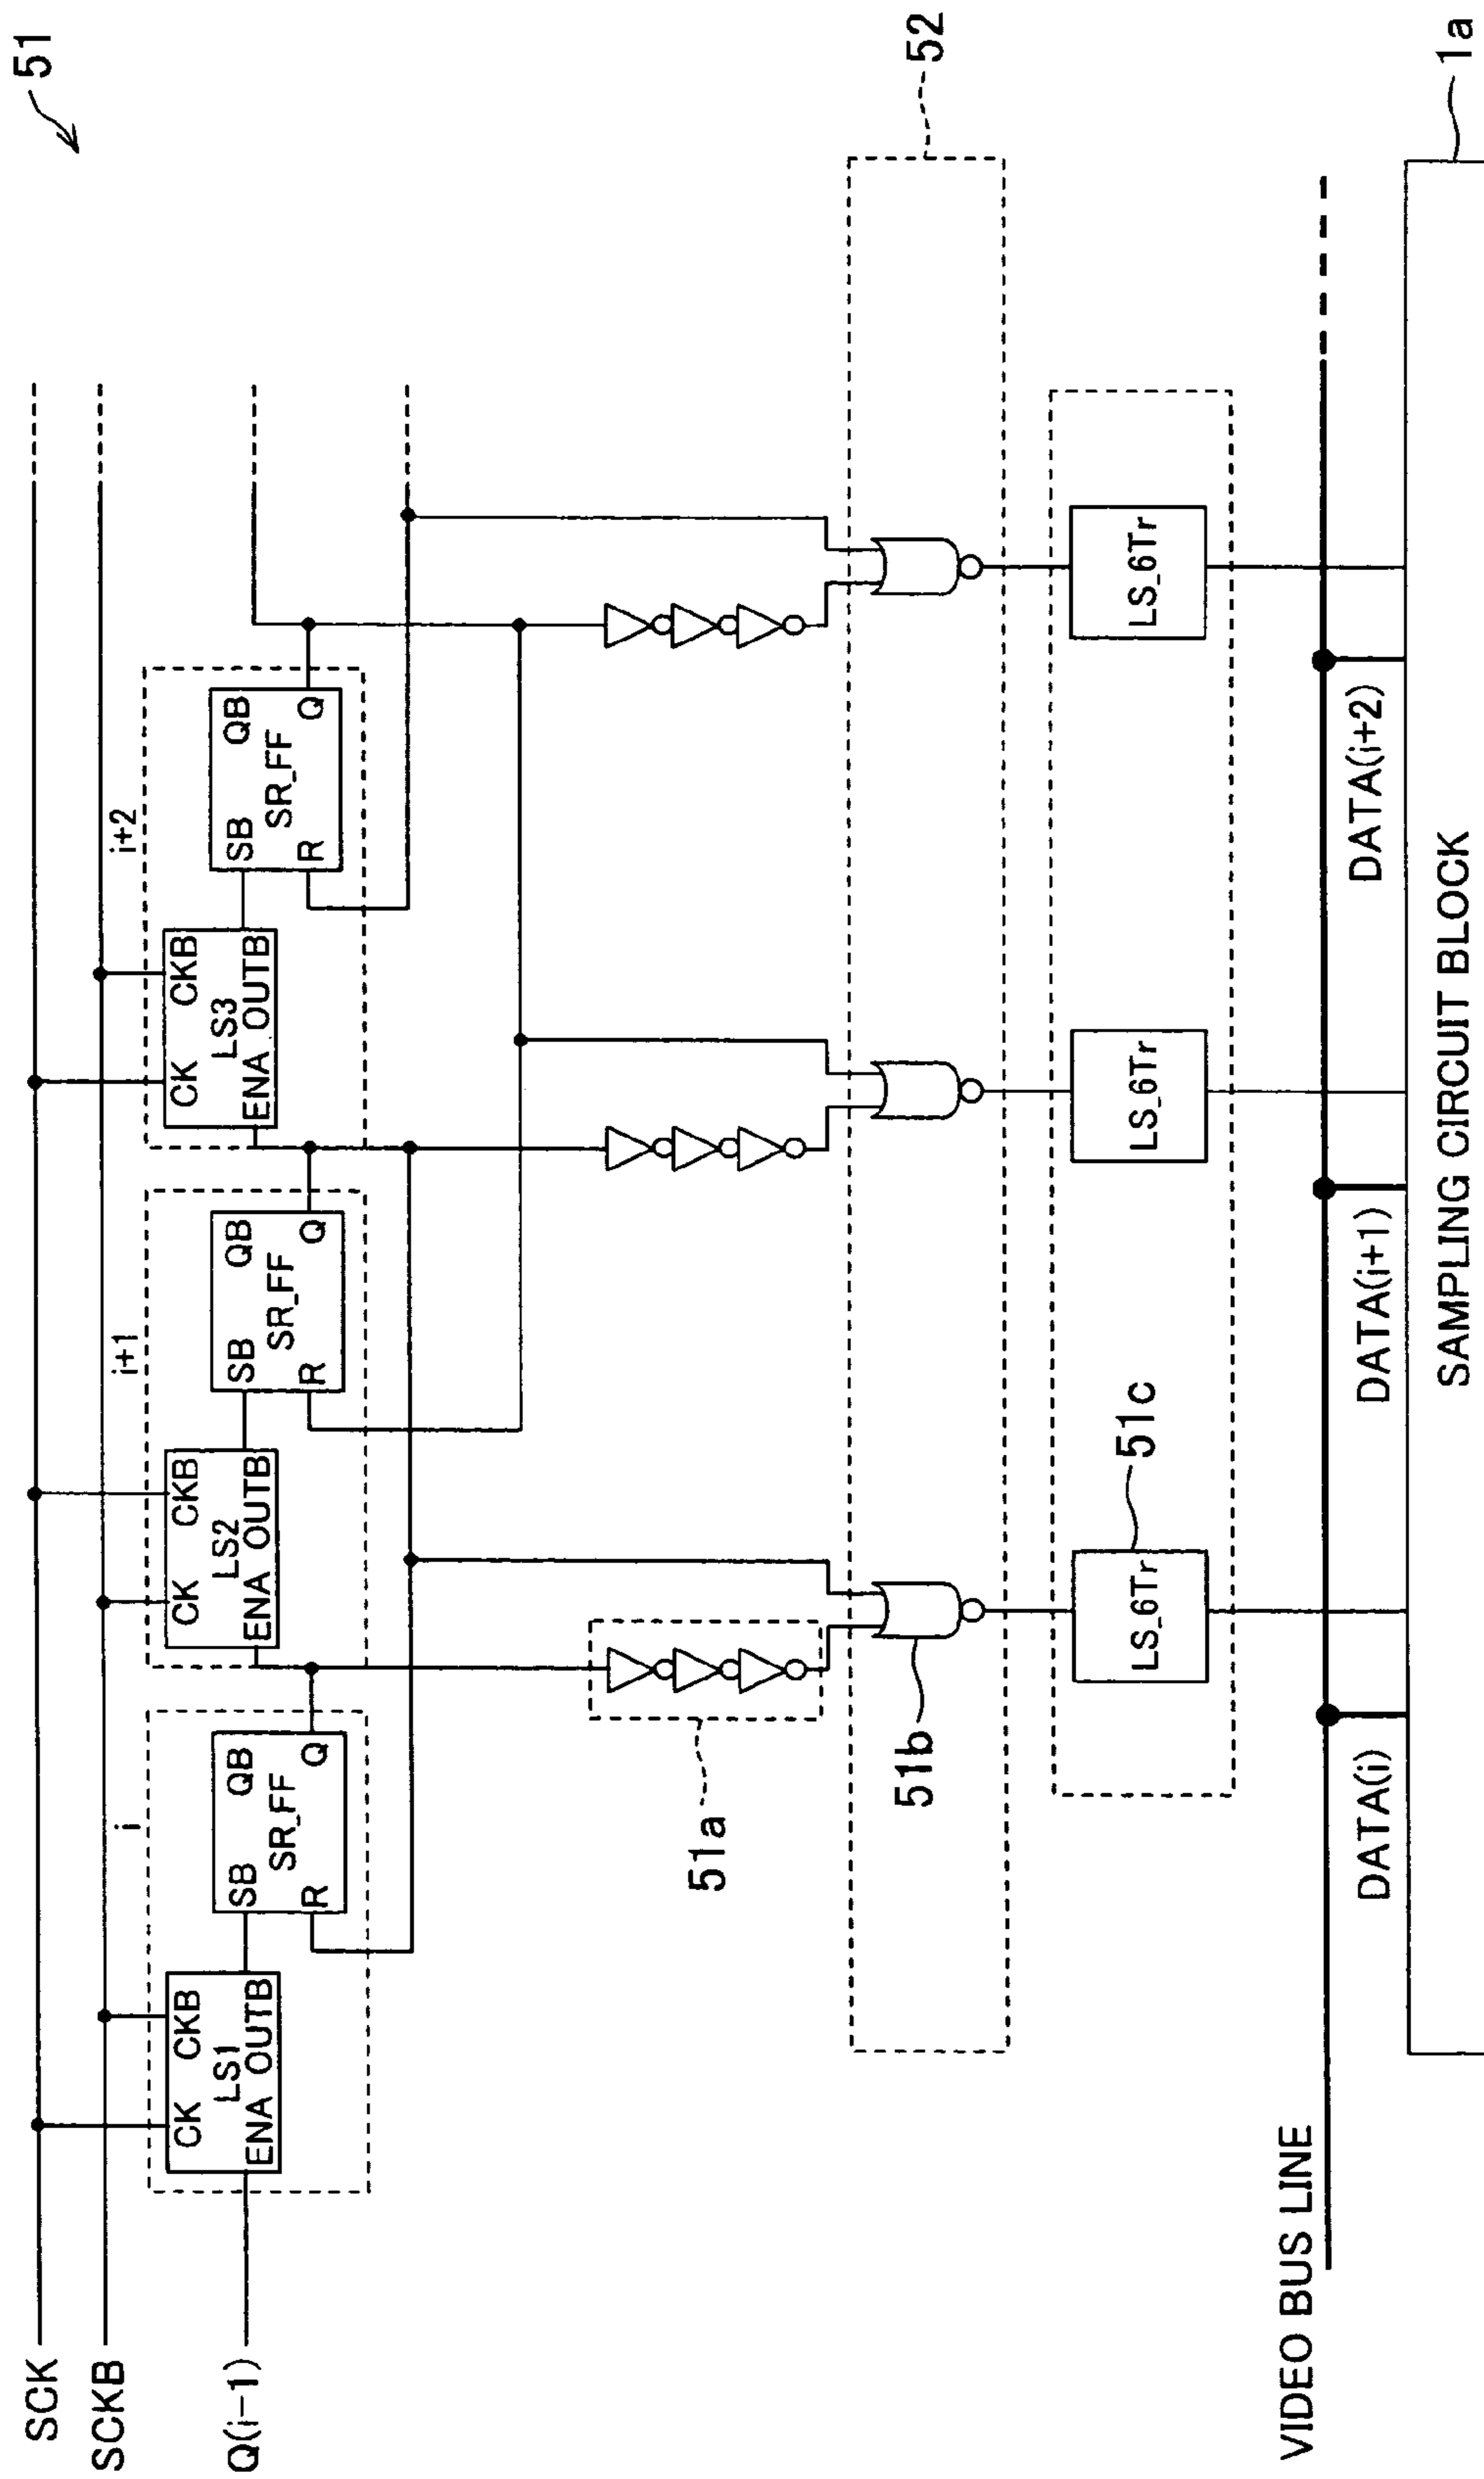 51
SCK
SCKB
Q(i-1)
i
i+1
i+2
CK CKB
LS1
ENA OUTB
SB QB
SR_FF
R Q
CK CKB
LS2
ENA OUTB
SB QB
SR_FF
R Q
CK CKB
LS3
ENA OUTB
SB QB
SR_FF
R Q
51a
52
51b
51c
LS_6Tr
LS_6Tr
LS_6Tr
VIDEO BUS LINE
DATA(i)
DATA(i+1)
DATA(i+2)
SAMPLING CIRCUIT BLOCK
1a